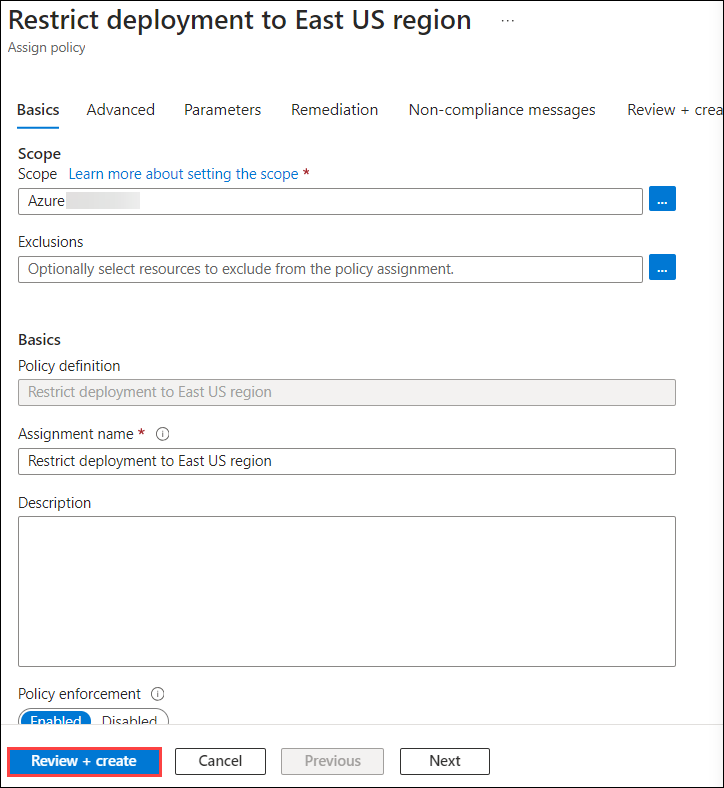 Restrict deployment to East US region ...
Assign policy
Basics Advanced Parameters Remediation Non-compliance messages Review + crea
Scope
Scope Learn more about setting the scope *
Azure
...
Exclusions
Optionally select resources to exclude from the policy assignment.
...
Basics
Policy definition
Restrict deployment to East US region
Assignment name *
Restrict deployment to East US region
Description
Policy enforcement
Enabled Disabled
Review + create Cancel Previous Next